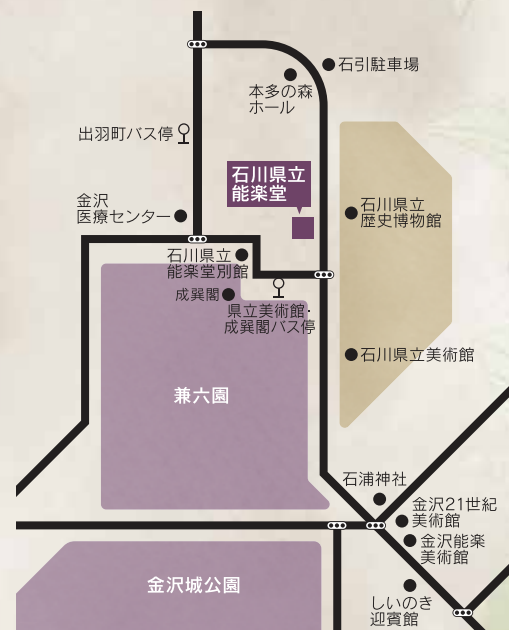 石引駐車場
本多の森
ホール
出羽町バス停
石川県立
能楽堂
金沢
医療センター
石川県立
歴史博物館
石川県立
能楽堂別館
成巽閣
県立美術館·
成巽閣バス停
石川県立美術館
兼六園
石浦神社
金沢21世紀
美術館
金沢能楽
美術館
金沢城公園
しいのき
迎賓館